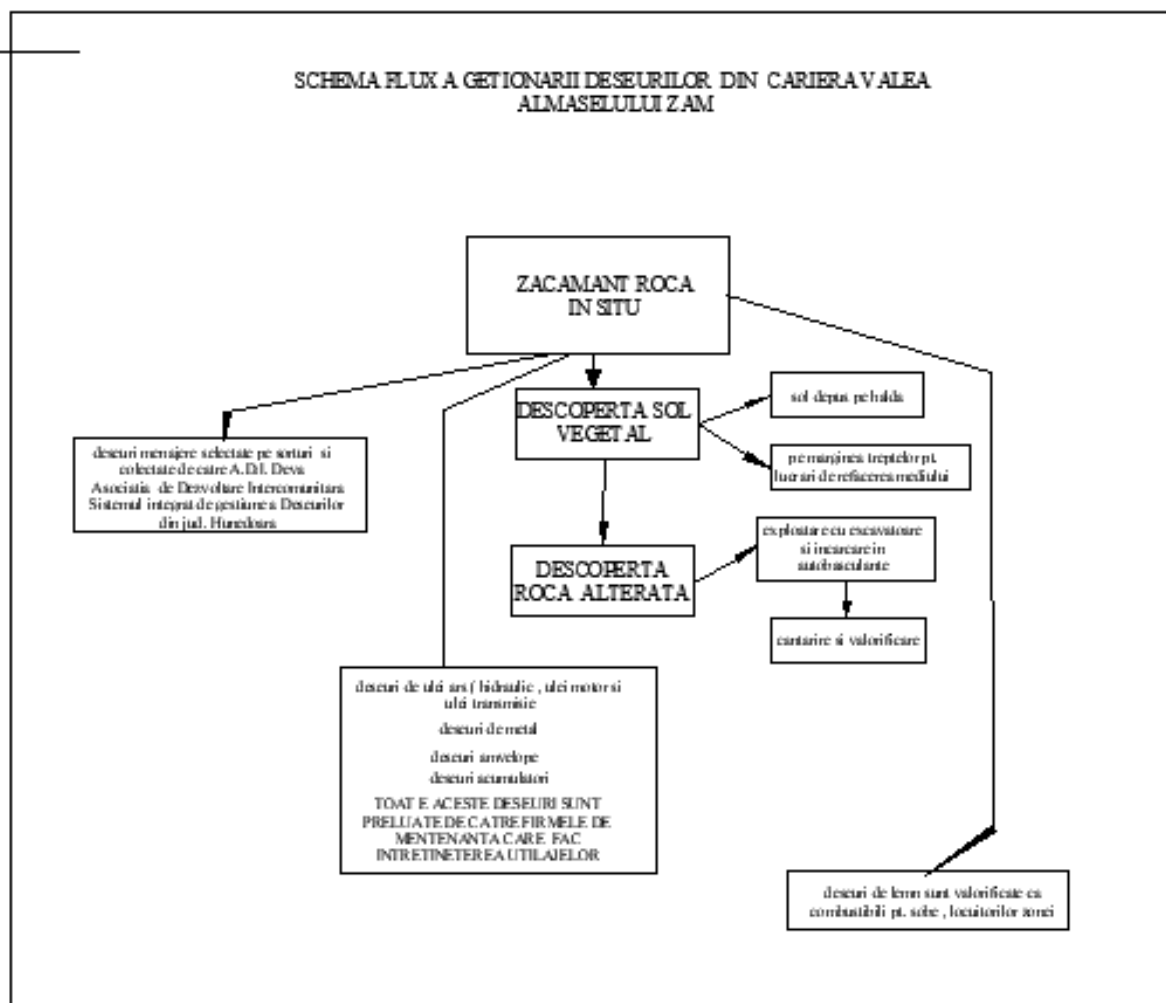 SCHEMA FLUX A GETIONARII DESEURILOR DIN CARIERA VALEA
ALMASELULUI ZAM
ZACAMANT ROCA
IN SITU
DESCOPERTA SOL
VEGETAL
sol depus pe halda
pe marginea treptelor pt.
lucrari de refacerea mediului
deseuri menajere selectate pe sorturi si
colectate de catre A.D.I. Deva
Asociatia de Dezvoltare Intercomunitara
Sistemul integrat de gestiune a Deseurilor
din jud. Hunedoara
DESCOPERTA
ROCA ALTERATA
exploatare cu excavatoare
si incarcare in
autobasculante
cantarire si valorificare
deseuri de ulei ars ( hidraulic , ulei motor si
ulei transmisie
deseuri de metal
deseuri anvelope
deseuri acumulatori
TOATE ACESTE DESEURI SUNT
PRELUATE DE CATRE FIRMELE DE
MENTENANTA CARE FAC
INTRETINETEREA UTILAJELOR
deseuri de lemn sunt valorificate ca
combustibili pt. sobe , locuitorilor zonei